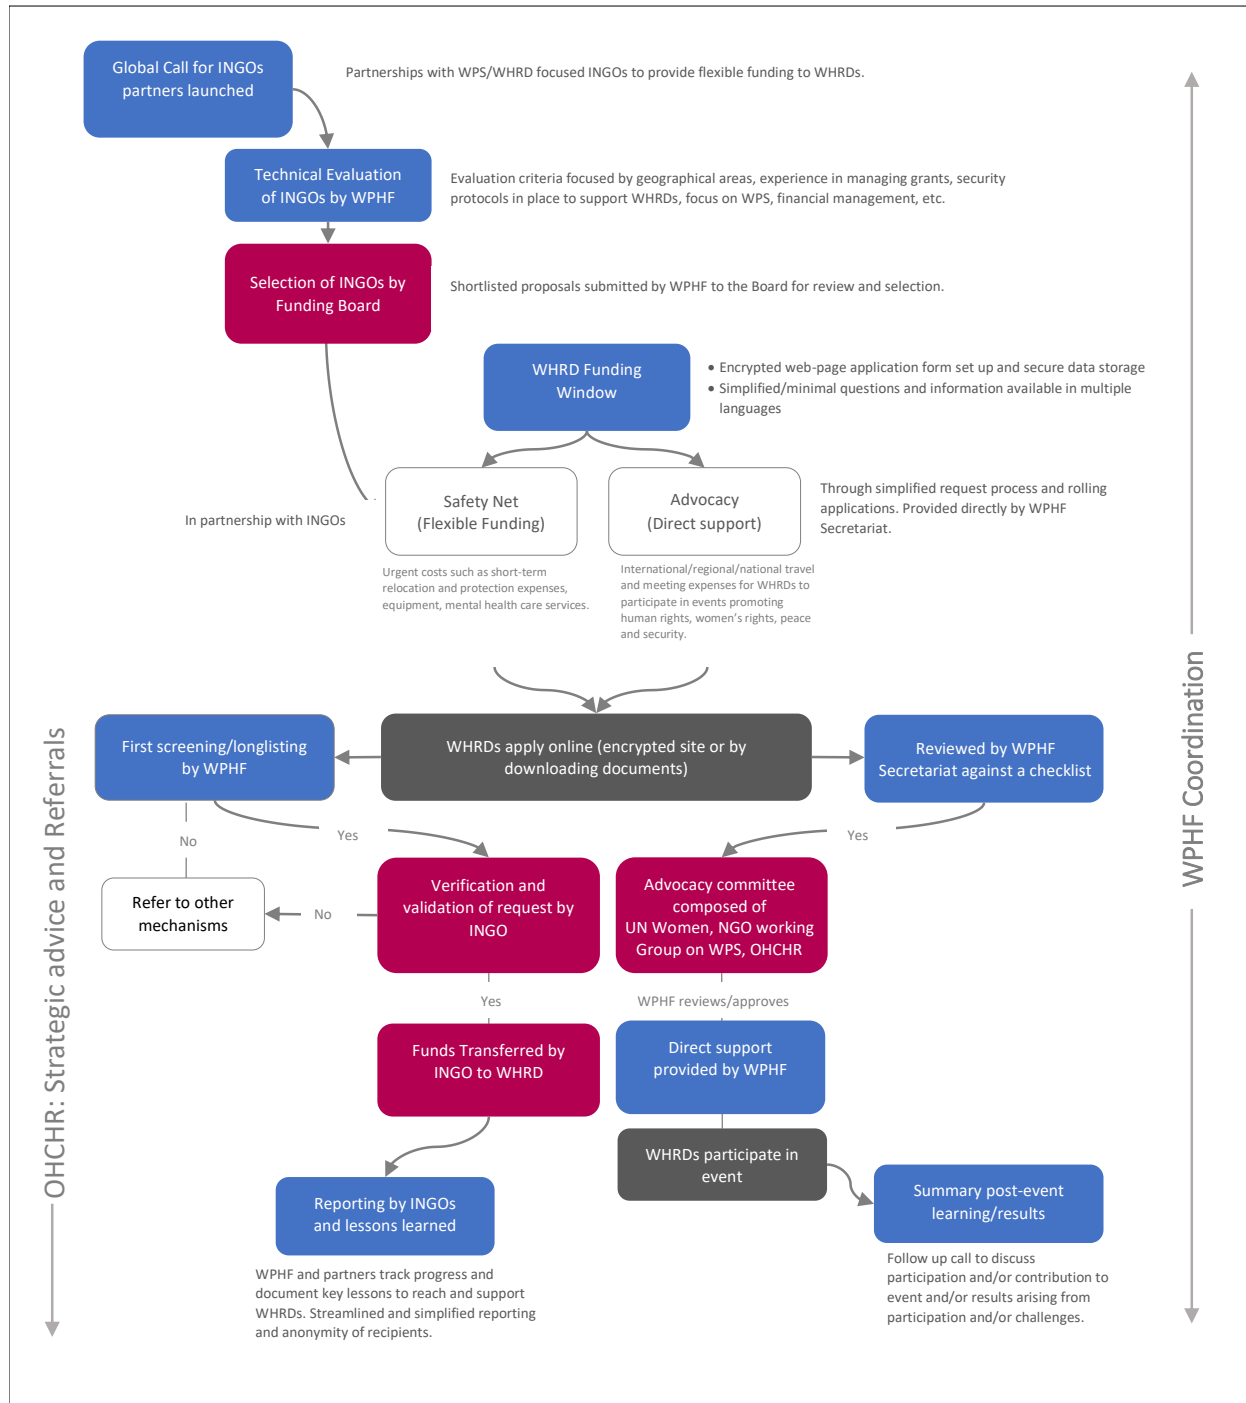 Global Call for INGOs
partners launched
Partnerships with WPS/WHRD focused INGOs to provide flexible funding to WHRDs.
Technical Evaluation
of INGOs by WPHF
Evaluation criteria focused by geographical areas, experience in managing grants, security
protocols in place to support WHRDs, focus on WPS, financial management, etc.
Selection of INGOs by
Funding Board
Shortlisted proposals submitted by WPHF to the Board for review and selection.
WHRD Funding
Window
• Encrypted web-page application form set up and secure data storage
• Simplified/minimal questions and information available in multiple
languages
In partnership with INGOs
Safety Net
(Flexible Funding)
Advocacy
(Direct support)
Through simplified request process and rolling
applications. Provided directly by WPHF
Secretariat.
Urgent costs such as short-term
relocation and protection expenses,
equipment, mental health care services.
International/regional/national travel
and meeting expenses for WHRDs to
participate in events promoting
human rights, women's rights, peace
and security.
First screening/longlisting
by WPHF
WHRDs apply online (encrypted site or by
downloading documents)
Reviewed by WPHF
Secretariat against a checklist
No
Yes
Yes
Refer to other
mechanisms
No
Verification and
validation of request by
INGO
Advocacy committee
composed of
UN Women, NGO working
Group on WPS, OHCHR
Yes
WPHF reviews/approves
Funds Transferred by
INGO to WHRD
Direct support
provided by WPHF
WHRDs participate in
event
Reporting by INGOs
and lessons learned
Summary post-event
learning/results
WPHF and partners track progress and
document key lessons to reach and support
WHRDs. Streamlined and simplified reporting
and anonymity of recipients.
Follow up call to discuss
participation and/or contribution to
event and/or results arising from
participation and/or challenges.
OHCHR: Strategic advice and Referrals
WPHF Coordination